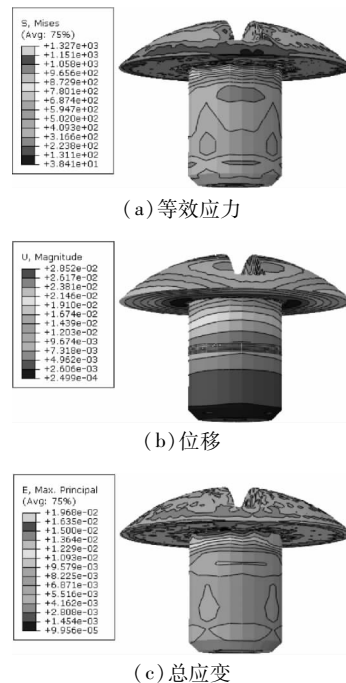 S, Mises
(Avg: 75%)
+1.327e+03
+1.151e+03
+1.058e+03
+9.656e+02
+8.729e+02
+7.801e+02
+6.874e+02
+5.947e+02
+5.020e+02
+4.093e+02
+3.166e+02
+2.238e+02
+1.311e+02
+3.841e+01
(a)等效应力
U, Magnitude
+2.852e-02
+2.617e-02
+2.381e-02
+2.146e-02
+1.910e-02
+1.674e-02
+1.439e-02
+1.203e-02
+9.674e-03
+7.318e-03
+4.962e-03
+2.606e-03
+2.499e-04
(b)位移
E, Max. Principal
(Avg: 75%)
+1.968e-02
+1.635e-02
+1.500e-02
+1.364e-02
+1.229e-02
+1.093e-02
+9.579e-03
+8.225e-03
+6.871e-03
+5.516e-03
+4.162e-03
+2.808e-03
+1.454e-03
+9.956e-05
(c)总应变